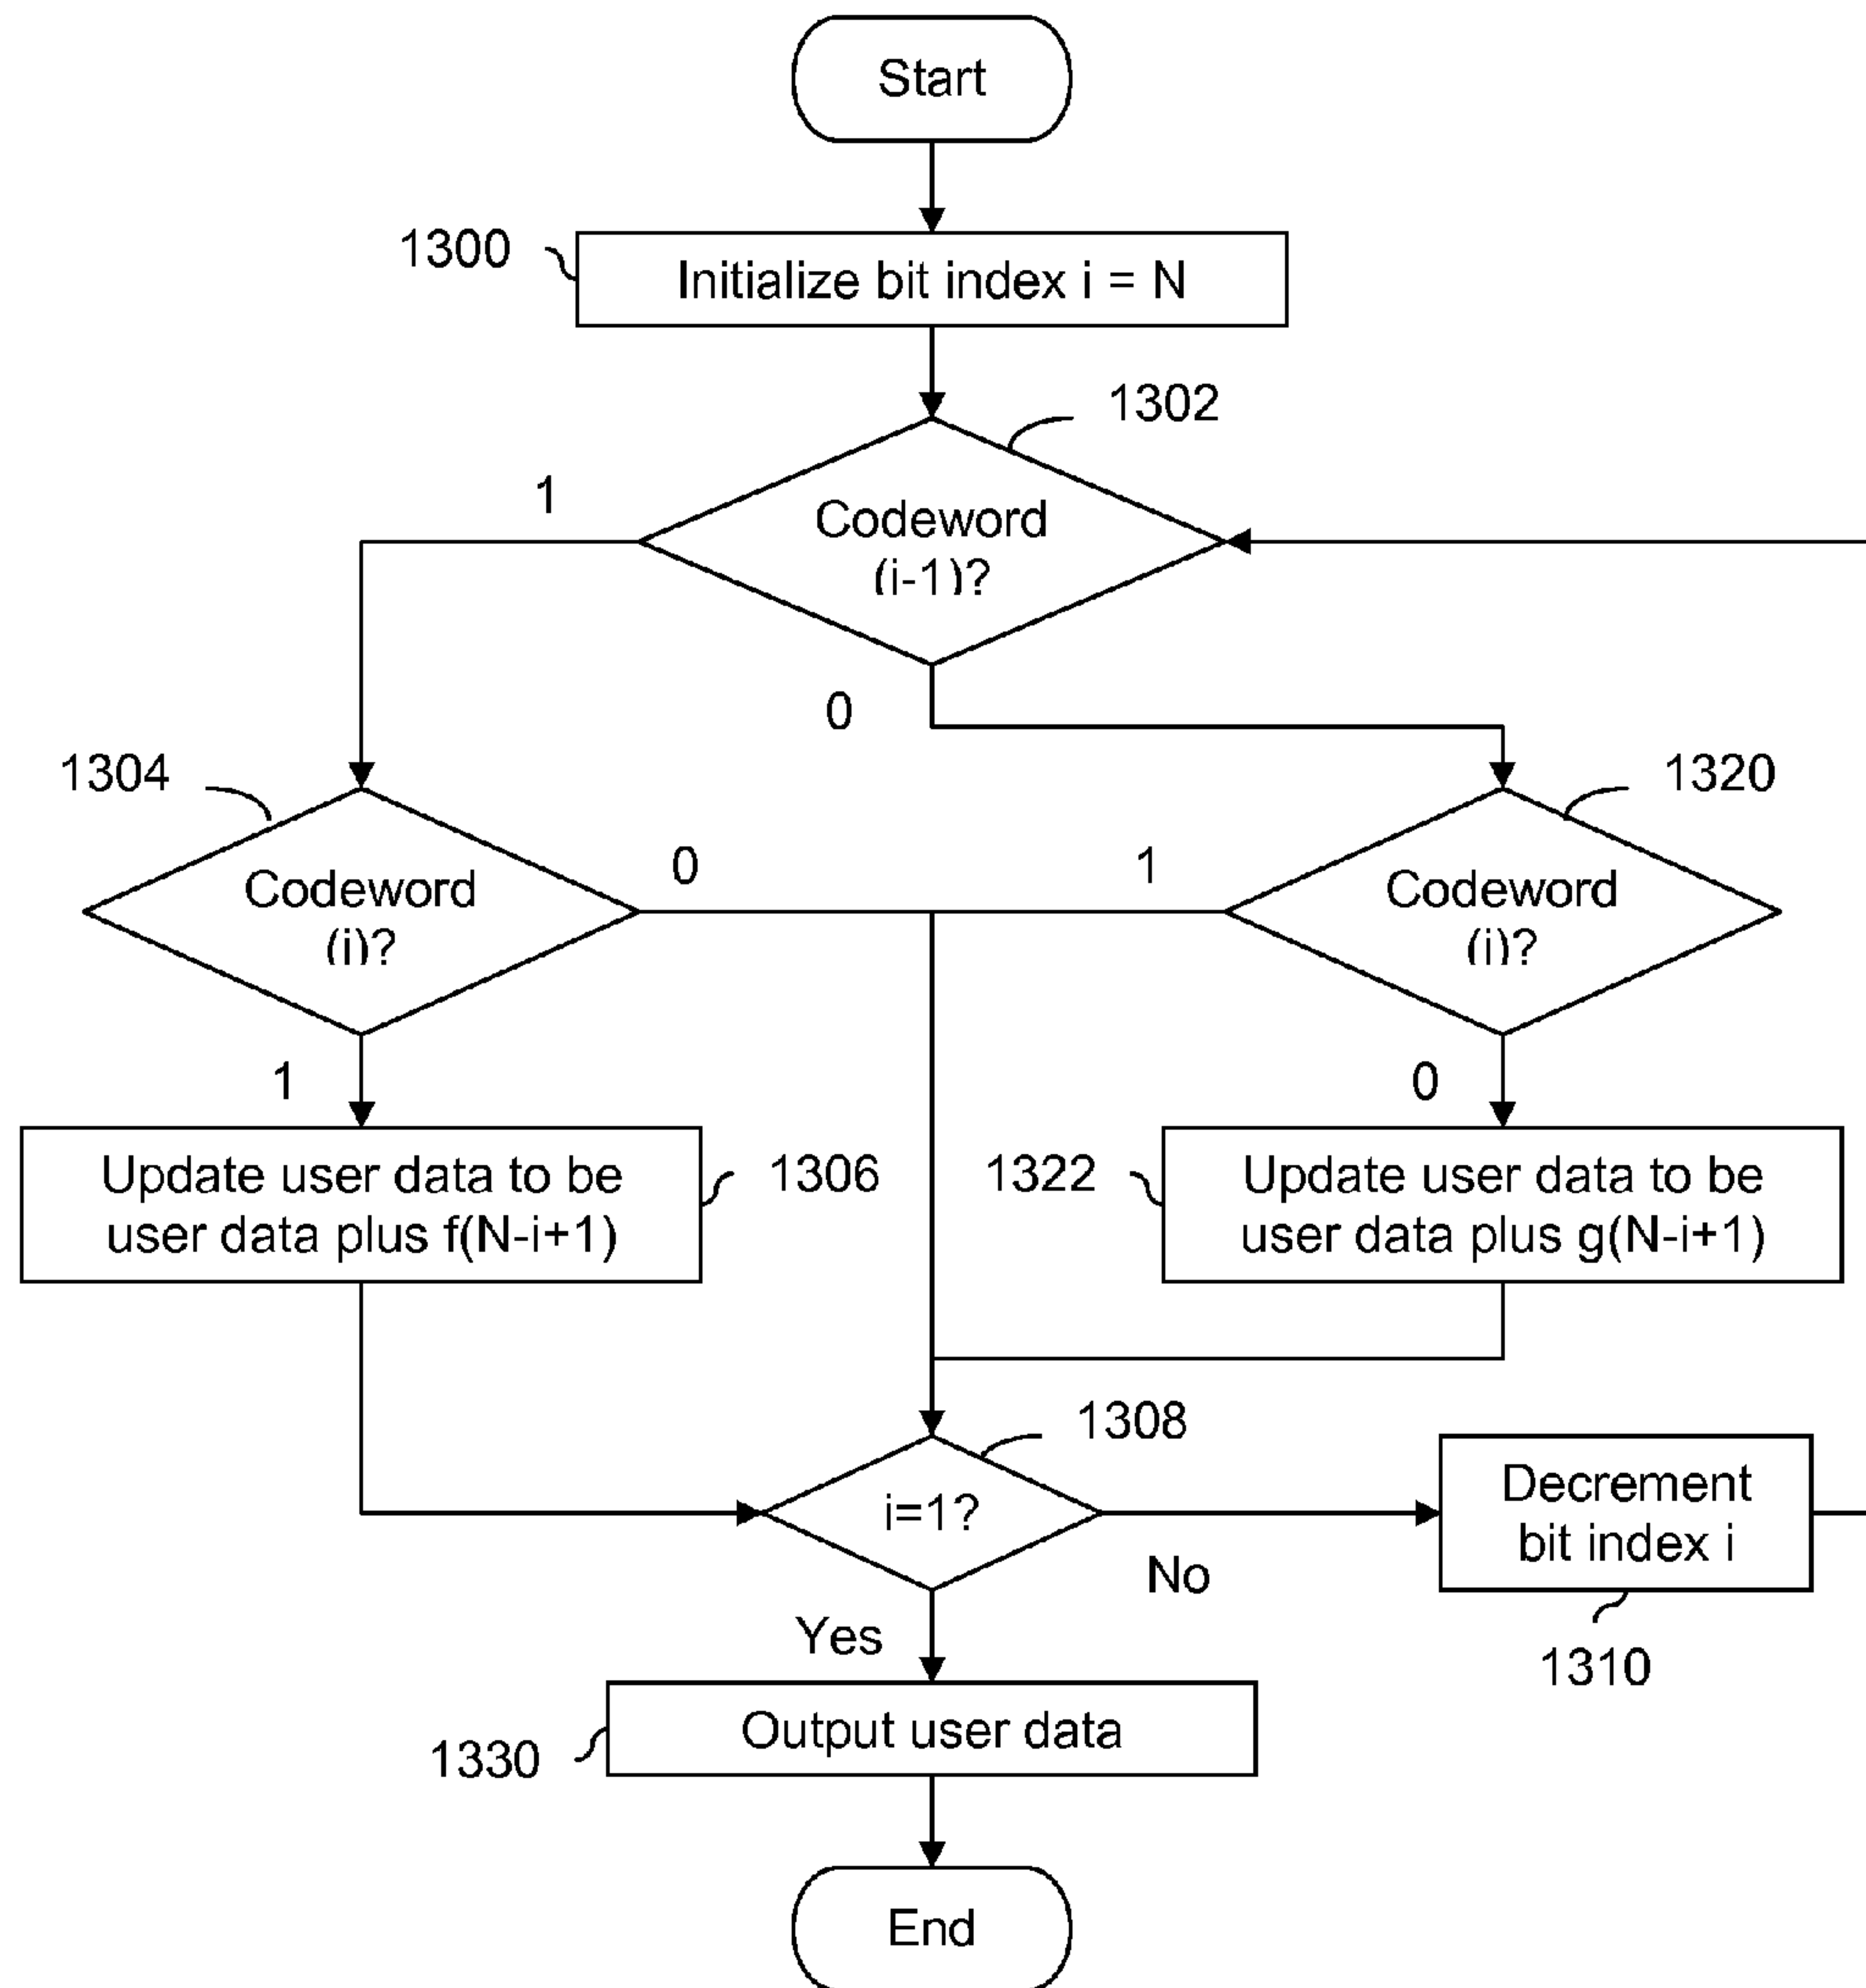 Start
1300
Initialize bit index i = N
1302
1
Codeword
(i-1)?
0
1304
1320
0
1
Codeword
(i)?
Codeword
(i)?
1
0
Update user data to be
user data plus f(N-i+1)
1306
1322
Update user data to be
user data plus g(N-i+1)
1308
i=1?
Decrement
bit index i
No
Yes
1310
1330
Output user data
End